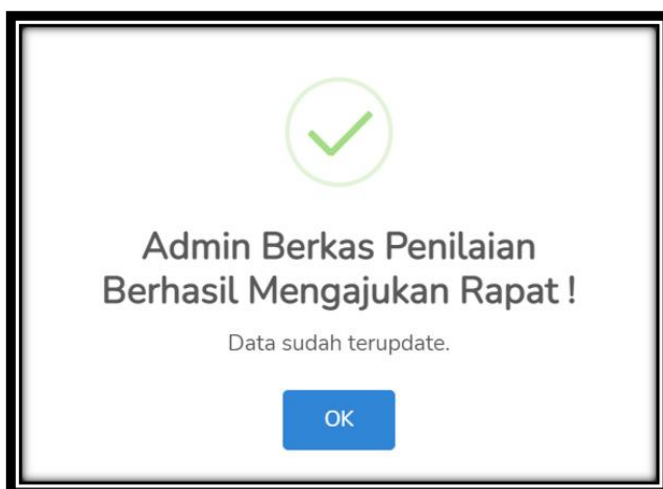 Admin Berkas Penilaian
Berhasil Mengajukan Rapat !
Data sudah terupdate.
OK